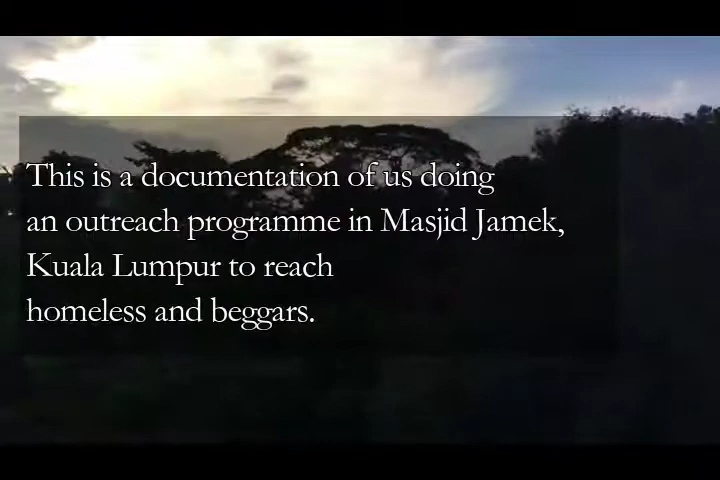 This is a documentation of us doing
an outreach programme in Masjid Jamek,
Kuala Lumpur to reach
homeless and beggars.